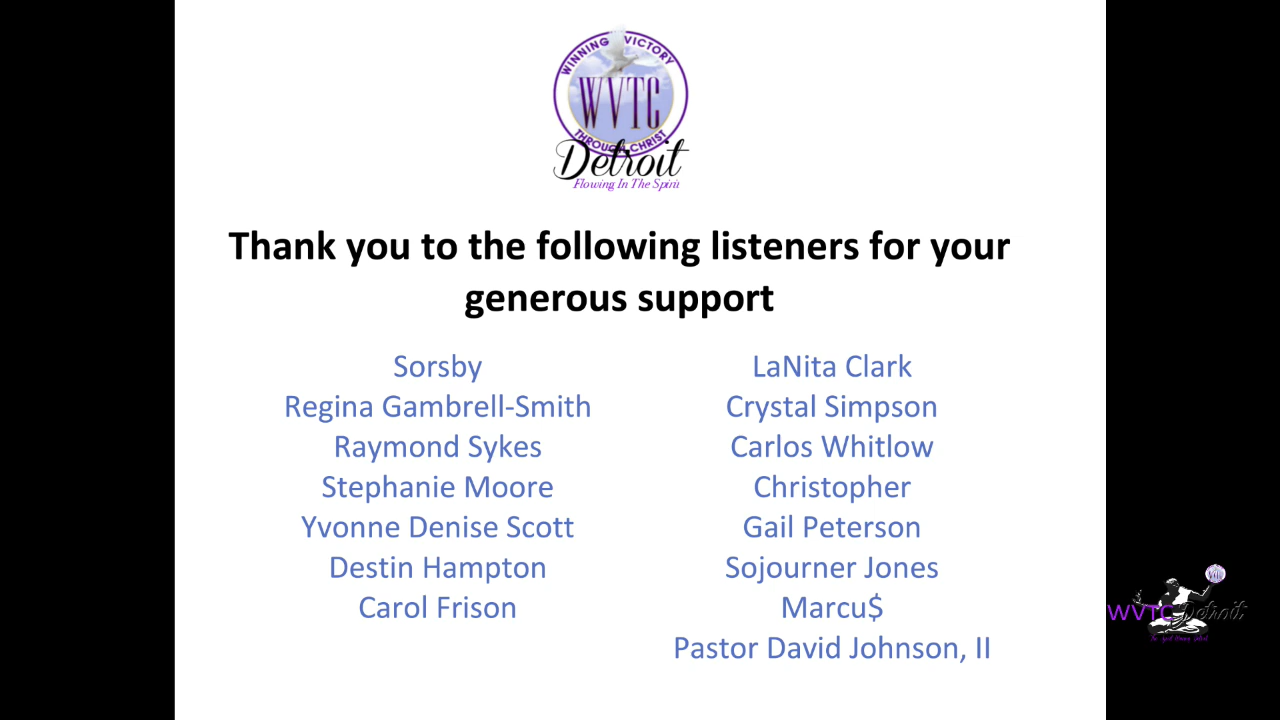 WINNING VICTORY
WVTC
THROUGH CHRIST
Detroit
Flowing In The Spirit
Thank you to the following listeners for your
generous support
Sorsby
Regina Gambrell-Smith
Raymond Sykes
Stephanie Moore
Yvonne Denise Scott
Destin Hampton
Carol Frison
LaNita Clark
Crystal Simpson
Carlos Whitlow
Christopher
Gail Peterson
Sojourner Jones
Marcu$
Pastor David Johnson, II
WVTC Detroit